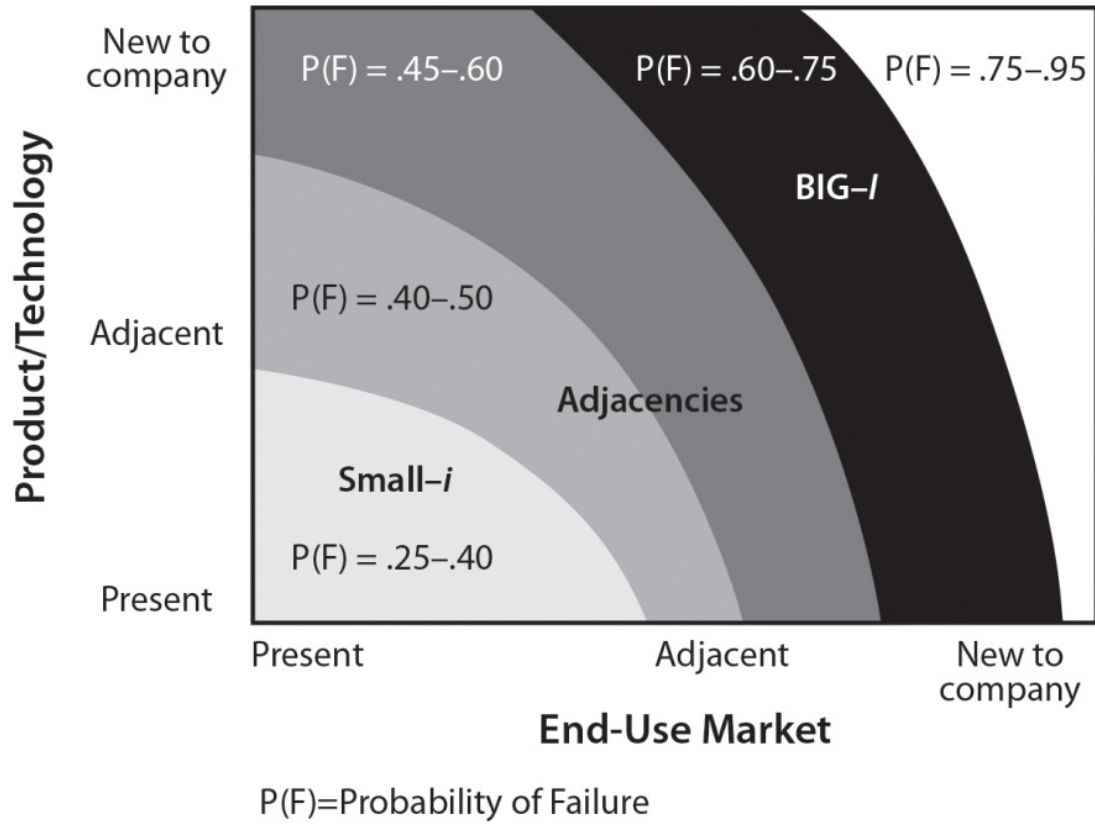 New to
company
P(F) = .45–.60
P(F) = .60–.75
P(F) = .75–.95
BIG–I
Product/Technology
P(F) = .40–.50
Adjacent
Adjacencies
Small–i
P(F) = .25–.40
Present
Present
Adjacent
New to
company
End-Use Market
P(F)=Probability of Failure